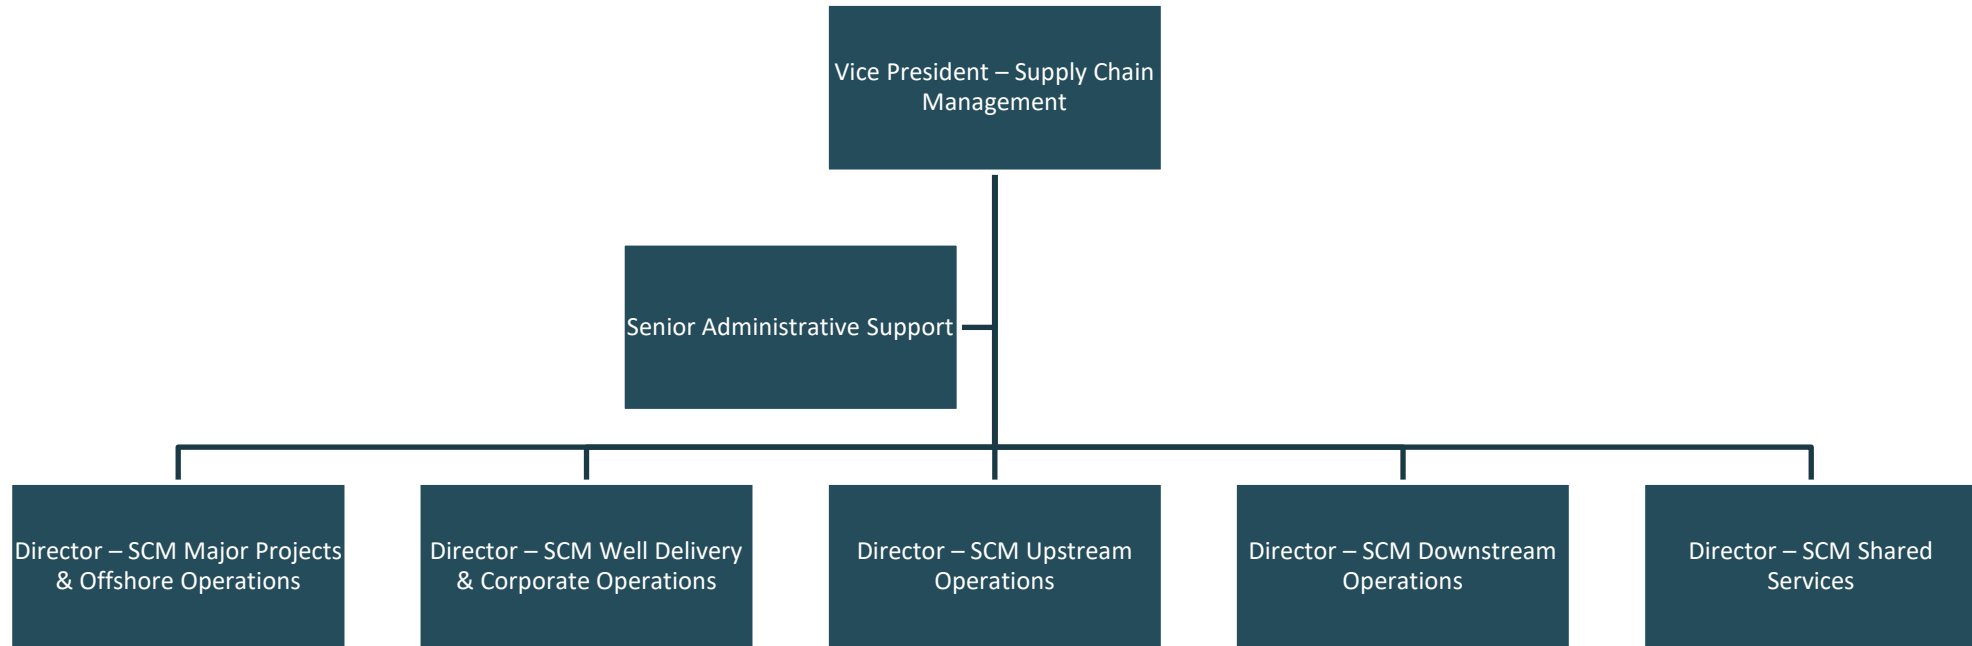 Vice President – Supply Chain
Management
Senior Administrative Support
Director – SCM Major Projects
& Offshore Operations
Director – SCM Well Delivery
& Corporate Operations
Director – SCM Upstream
Operations
Director – SCM Downstream
Operations
Director – SCM Shared
Services